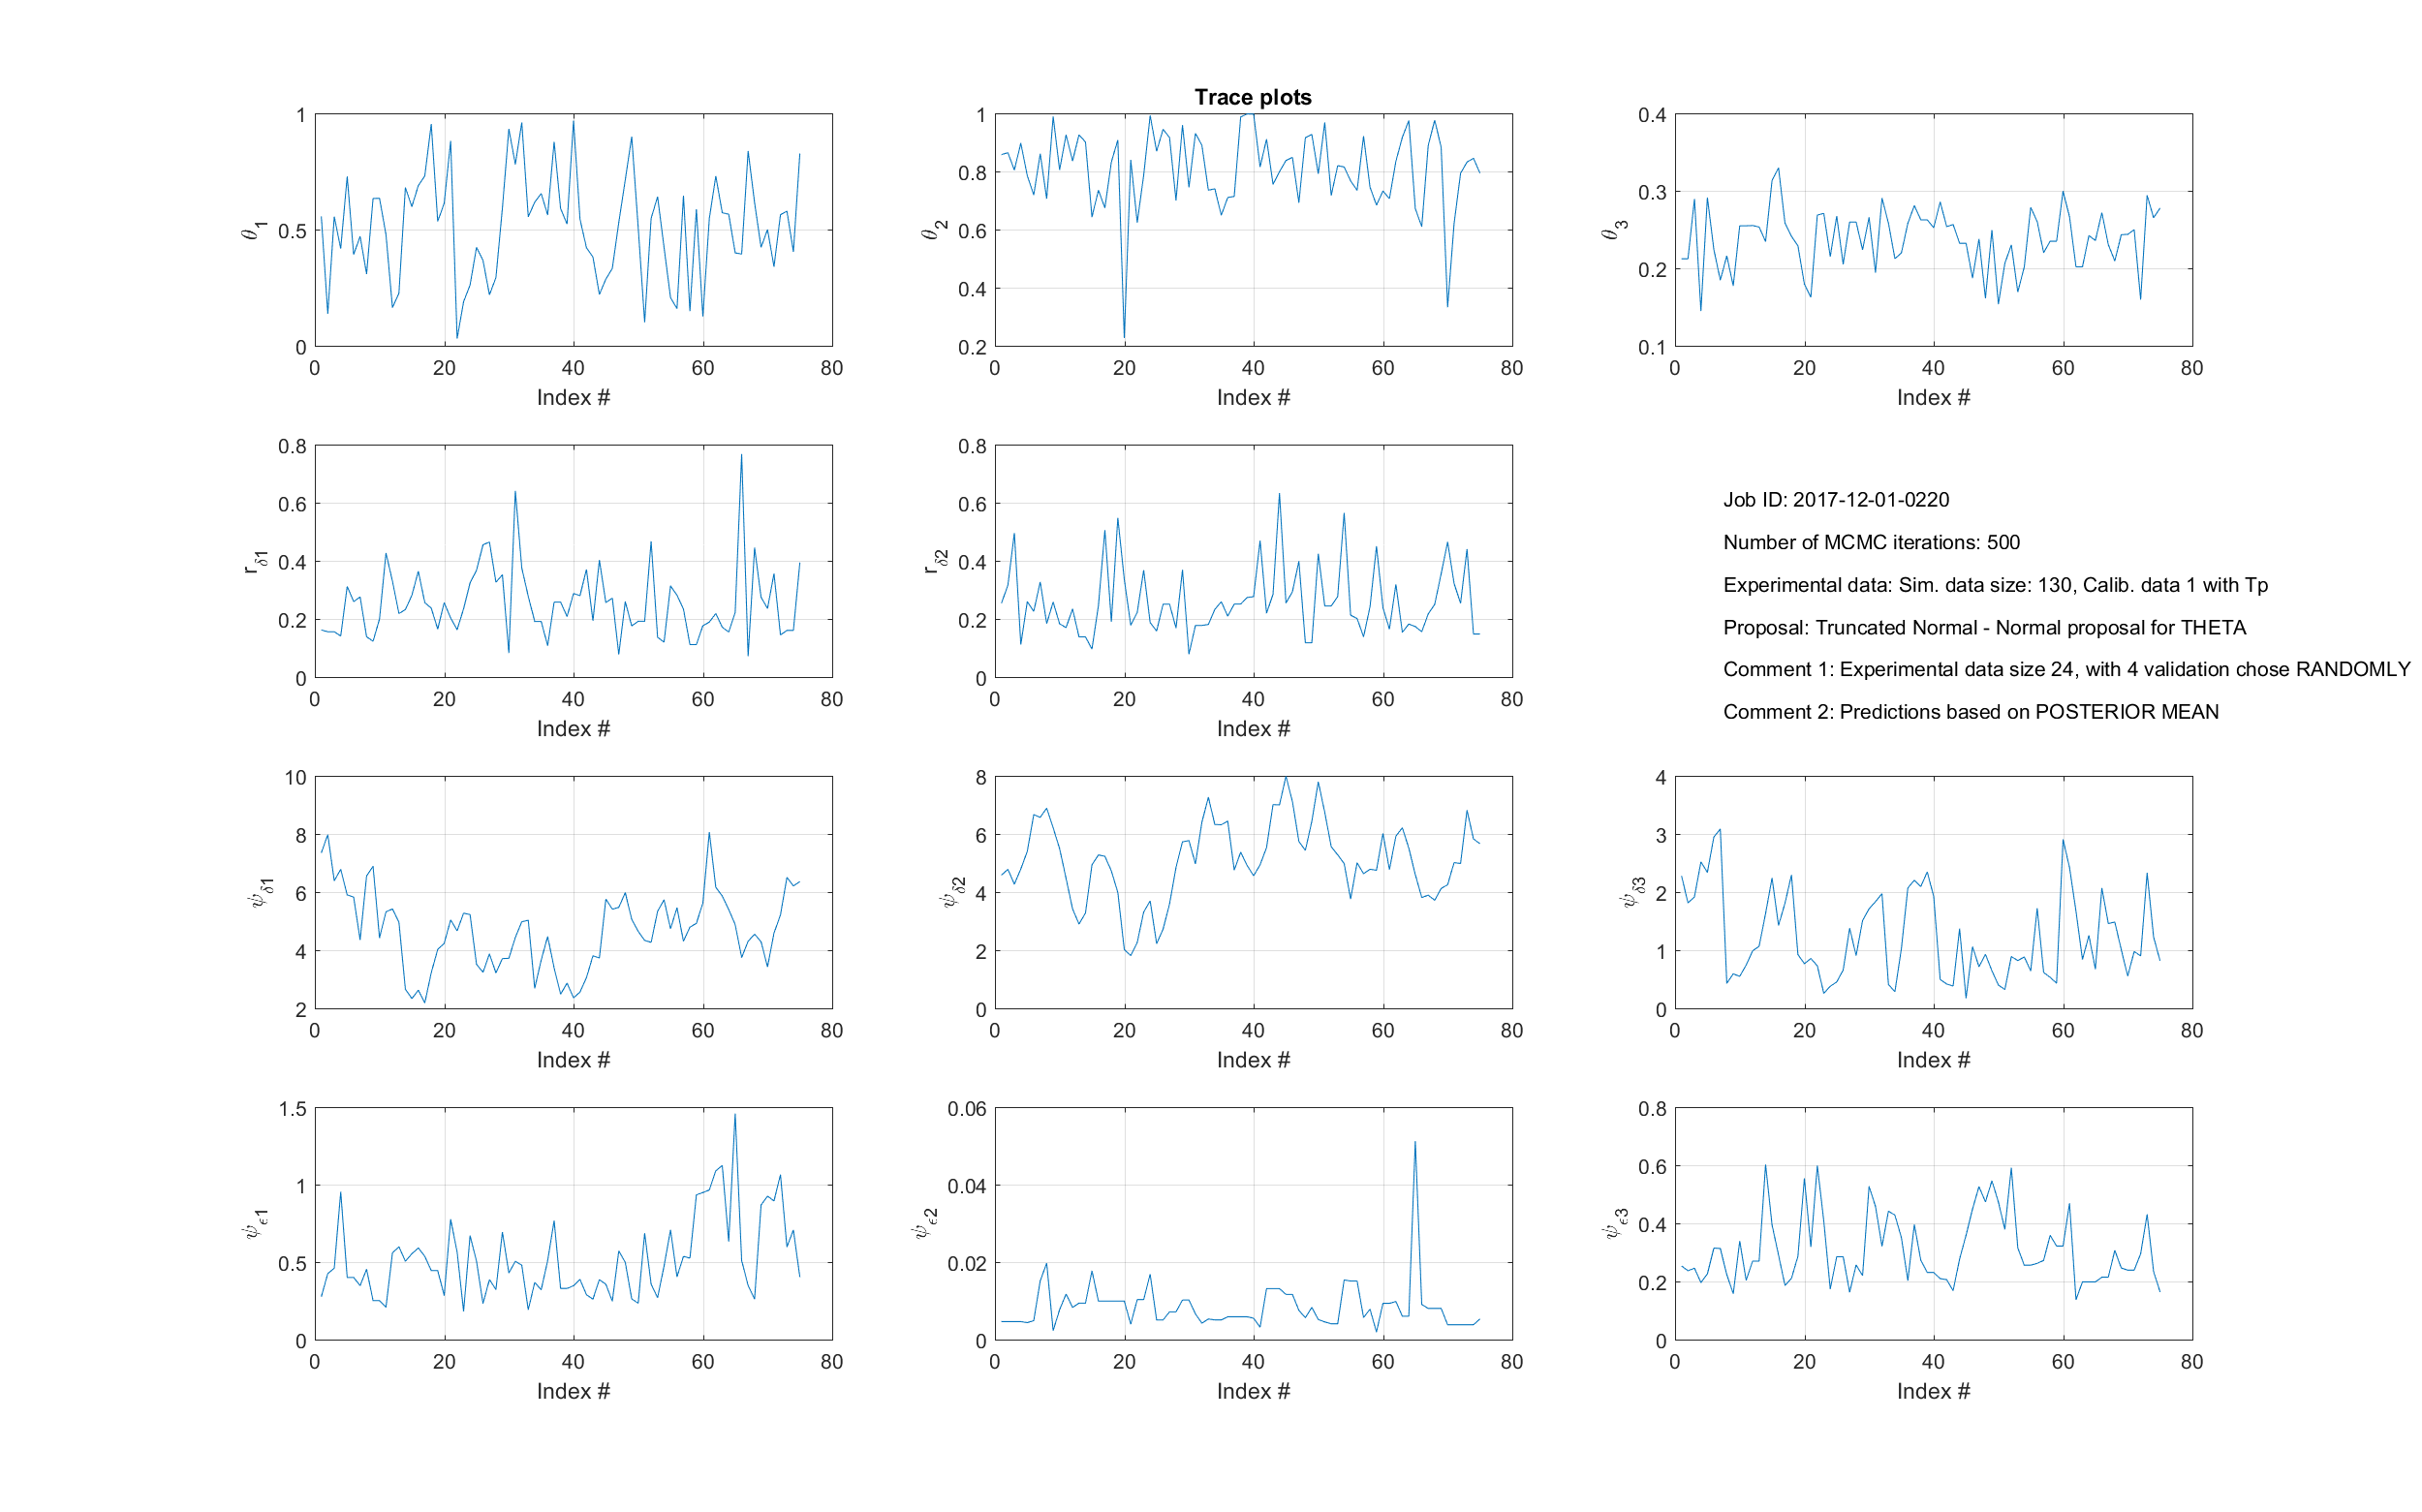 Trace plots
1
0.5
0
θ1
0 20 40 60 80
Index #
1
0.8
0.6
0.4
0.2
θ2
0 20 40 60 80
Index #
0.4
0.3
0.2
0.1
θ3
0 20 40 60 80
Index #
0.8
0.6
0.4
0.2
0
rδ1
0 20 40 60 80
Index #
0.8
0.6
0.4
0.2
0
rδ2
0 20 40 60 80
Index #
Job ID: 2017-12-01-0220
Number of MCMC iterations: 500
Experimental data: Sim. data size: 130, Calib. data 1 with Tp
Proposal: Truncated Normal - Normal proposal for THETA
Comment 1: Experimental data size 24, with 4 validation chose RANDOMLY
Comment 2: Predictions based on POSTERIOR MEAN
10
8
6
4
2
ψδ1
0 20 40 60 80
Index #
8
6
4
2
0
ψδ2
0 20 40 60 80
Index #
4
3
2
1
0
ψδ3
0 20 40 60 80
Index #
1.5
1
0.5
0
ψϵ1
0 20 40 60 80
Index #
0.06
0.04
0.02
0
ψϵ2
0 20 40 60 80
Index #
0.8
0.6
0.4
0.2
0
ψϵ3
0 20 40 60 80
Index #